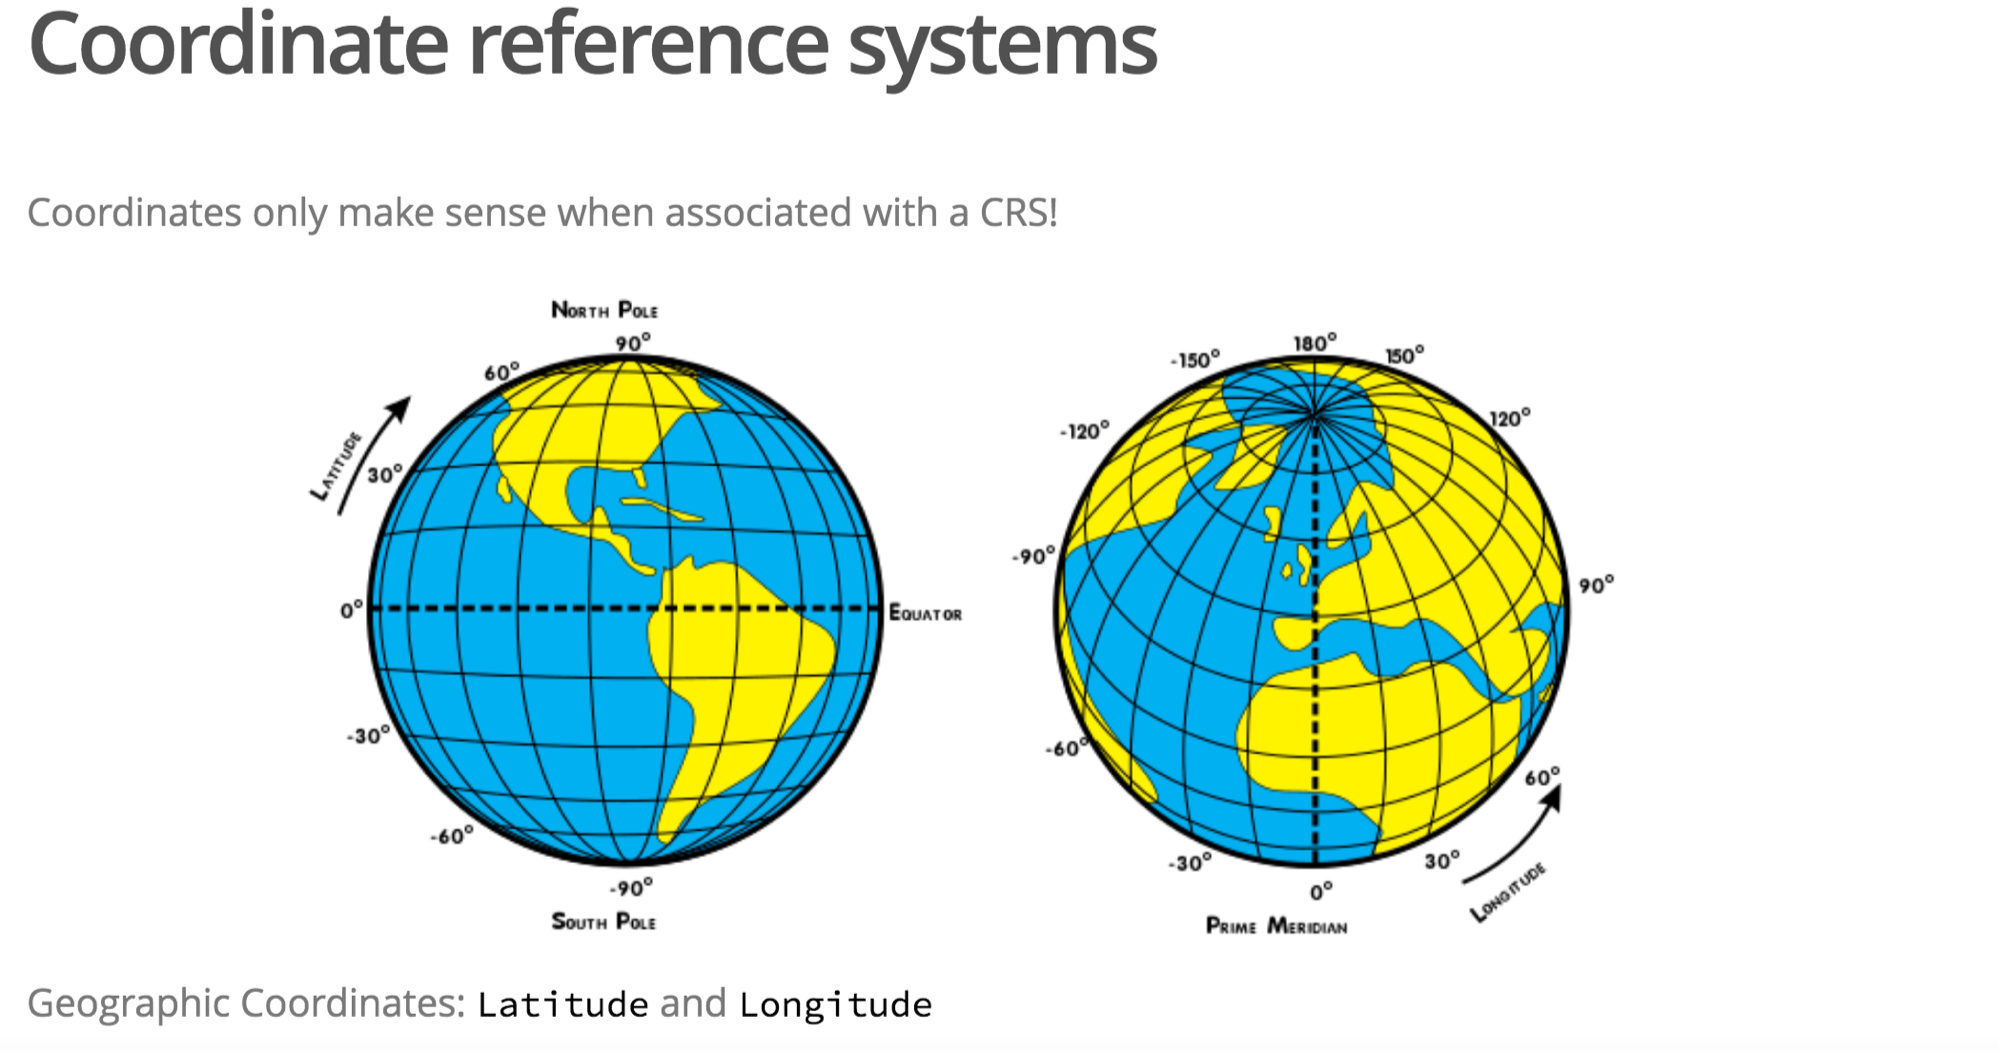 Coordinate reference systems
Coordinates only make sense when associated with a CRS!
North Pole
90°
60°
Latitude
30°
0°
Equator
-30°
-60°
-90°
South Pole
180°
-150°
150°
-120°
120°
-90°
90°
-60°
60°
-30°
30°
0°
Longitude
Prime Meridian
Geographic Coordinates: Latitude and Longitude